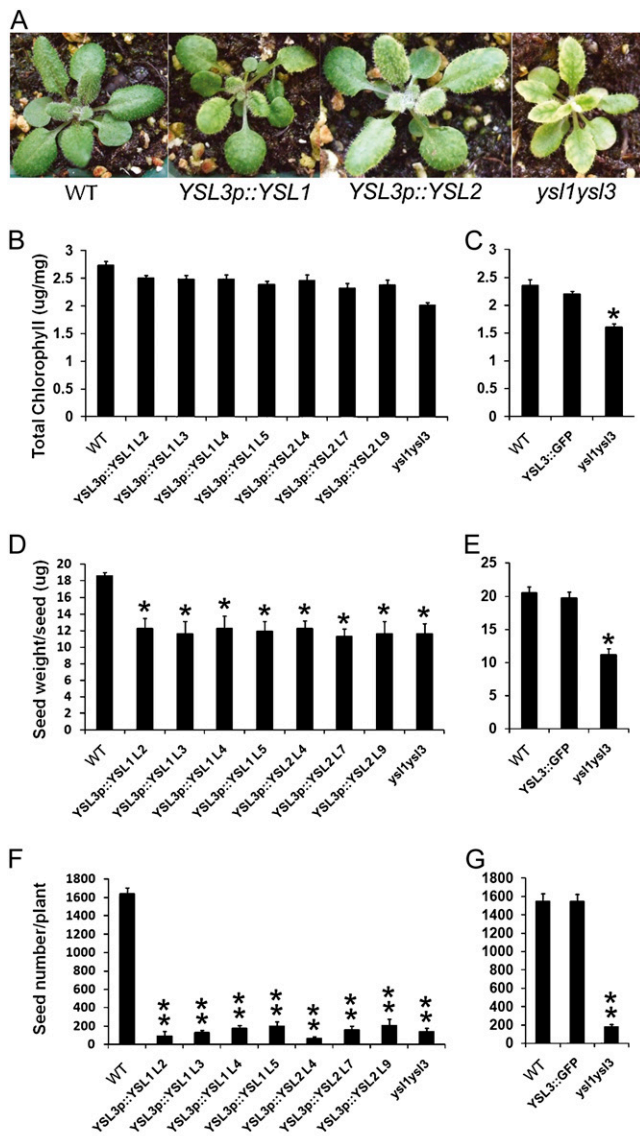 A
WT
YSL3p::YSL1
YSL3p::YSL2
ysl1ysl3
B
Total Chlorophyll (ug/mg)
3
2.5
2
1.5
1
0.5
0
WT
YSL3p::YSL1 L2
YSL3p::YSL1 L3
YSL3p::YSL1 L4
YSL3p::YSL1 L5
YSL3p::YSL2 L4
YSL3p::YSL2 L7
YSL3p::YSL2 L9
ysl1ysl3
C
3
2.5
2
1.5
1
0.5
0
*
WT
YSL3::GFP
ysl1ysl3
D
Seed weight/seed (ug)
20
18
16
14
12
10
8
6
4
2
0
* * * * * * * *
WT
YSL3p::YSL1 L2
YSL3p::YSL1 L3
YSL3p::YSL1 L4
YSL3p::YSL1 L5
YSL3p::YSL2 L4
YSL3p::YSL2 L7
YSL3p::YSL2 L9
ysl1ysl3
E
25
20
15
10
5
0
*
WT
YSL3::GFP
ysl1ysl3
F
Seed number/plant
1800
1600
1400
1200
1000
800
600
400
200
0
** ** ** ** ** ** ** **
WT
YSL3p::YSL1 L2
YSL3p::YSL1 L3
YSL3p::YSL1 L4
YSL3p::YSL1 L5
YSL3p::YSL2 L4
YSL3p::YSL2 L7
YSL3p::YSL2 L9
ysl1ysl3
G
1800
1600
1400
1200
1000
800
600
400
200
0
**
WT
YSL3::GFP
ysl1ysl3